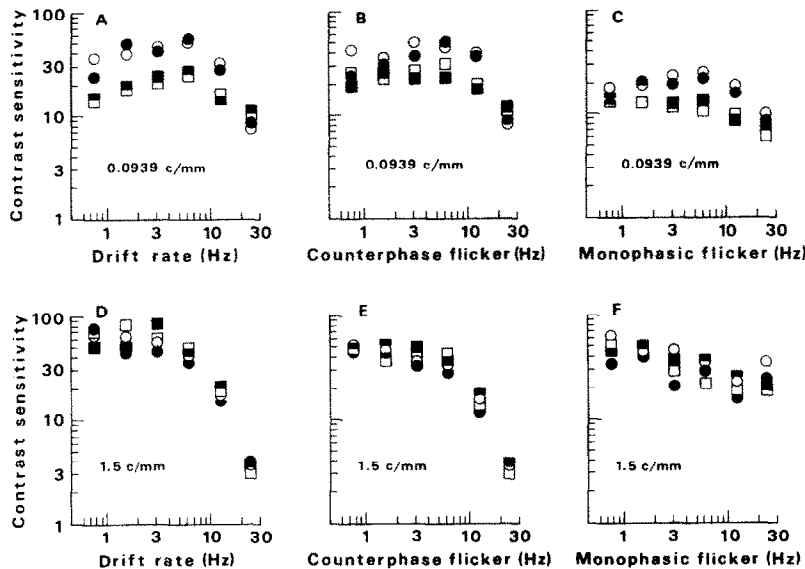 A
B
C
Contrast sensitivity
100
30
10
3
1
0.0939 c/mm
0.0939 c/mm
0.0939 c/mm
1 3 10 30
1 3 10 30
1 3 10 30
Drift rate (Hz)
Counterphase flicker (Hz)
Monophasic flicker (Hz)
D
E
F
Contrast sensitivity
100
30
10
3
1
1.5 c/mm
1.5 c/mm
1.5 c/mm
1 3 10 30
1 3 10 30
1 3 10 30
Drift rate (Hz)
Counterphase flicker (Hz)
Monophasic flicker (Hz)